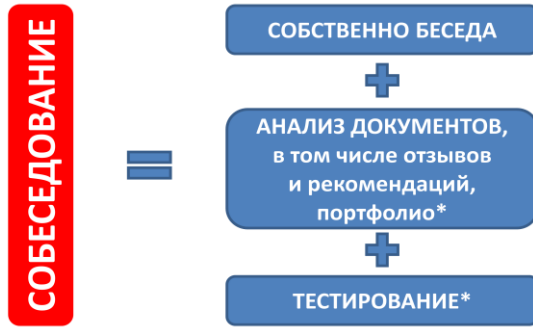 СОБЕСЕДОВАНИЕ
=
СОБСТВЕННО БЕСЕДА
+
АНАЛИЗ ДОКУМЕНТОВ,
в том числе отзывов
и рекомендаций,
портфолио*
+
ТЕСТИРОВАНИЕ*